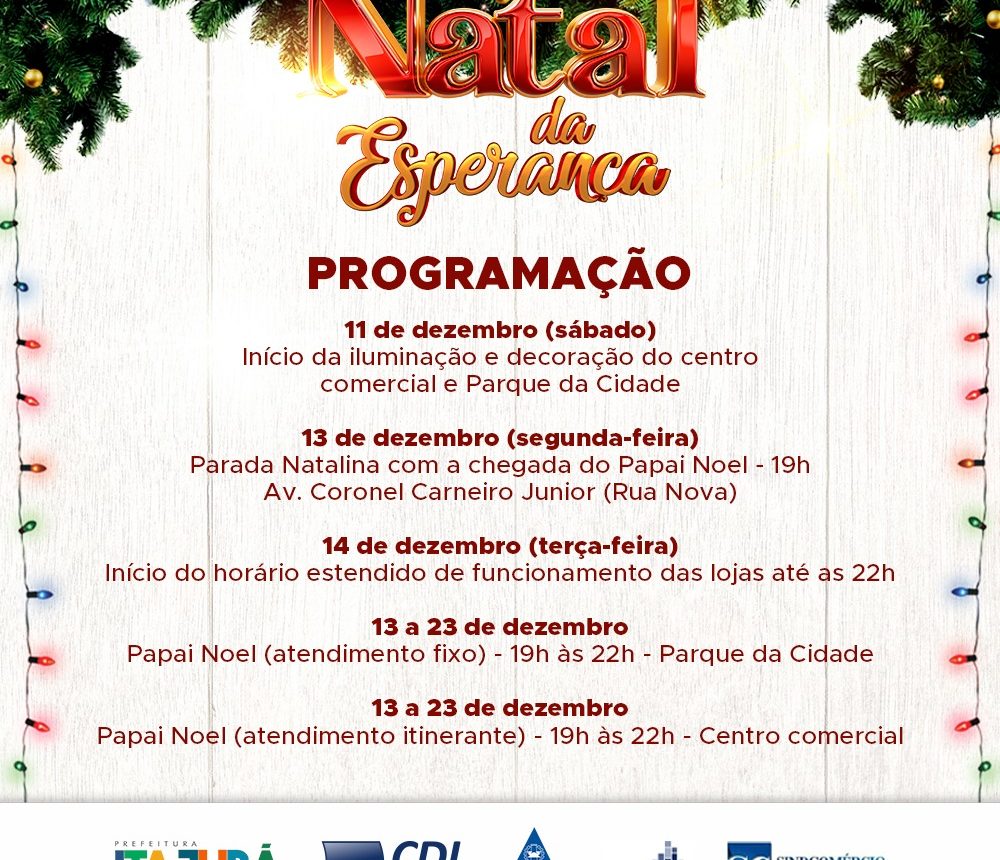 Natal
da
Esperança
PROGRAMAÇÃO
11 de dezembro (sábado)
Início da iluminação e decoração do centro
comercial e Parque da Cidade
13 de dezembro (segunda-feira)
Parada Natalina com a chegada do Papai Noel - 19h
Av. Coronel Carneiro Junior (Rua Nova)
14 de dezembro (terça-feira)
Início do horário estendido de funcionamento das lojas até as 22h
13 a 23 de dezembro
Papai Noel (atendimento fixo) - 19h às 22h - Parque da Cidade
13 a 23 de dezembro
Papai Noel (atendimento itinerante) - 19h às 22h - Centro comercial
PREFEITURA
ITAJUBÁ
CDL
SINDCOMÉRCIO